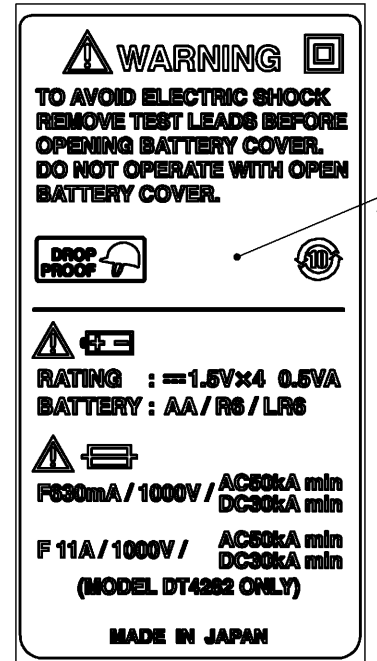 WARNING
TO AVOID ELECTRIC SHOCK
REMOVE TEST LEADS BEFORE
OPENING BATTERY COVER.
DO NOT OPERATE WITH OPEN
BATTERY COVER.
DROP
PROOF
10
RATING : ⎓1.5V×4 0.5VA
BATTERY : AA / R6 / LR6
F630mA / 1000V / AC50kA min
DC30kA min
F 11A / 1000V / AC50kA min
DC30kA min
(MODEL DT4282 ONLY)
MADE IN JAPAN